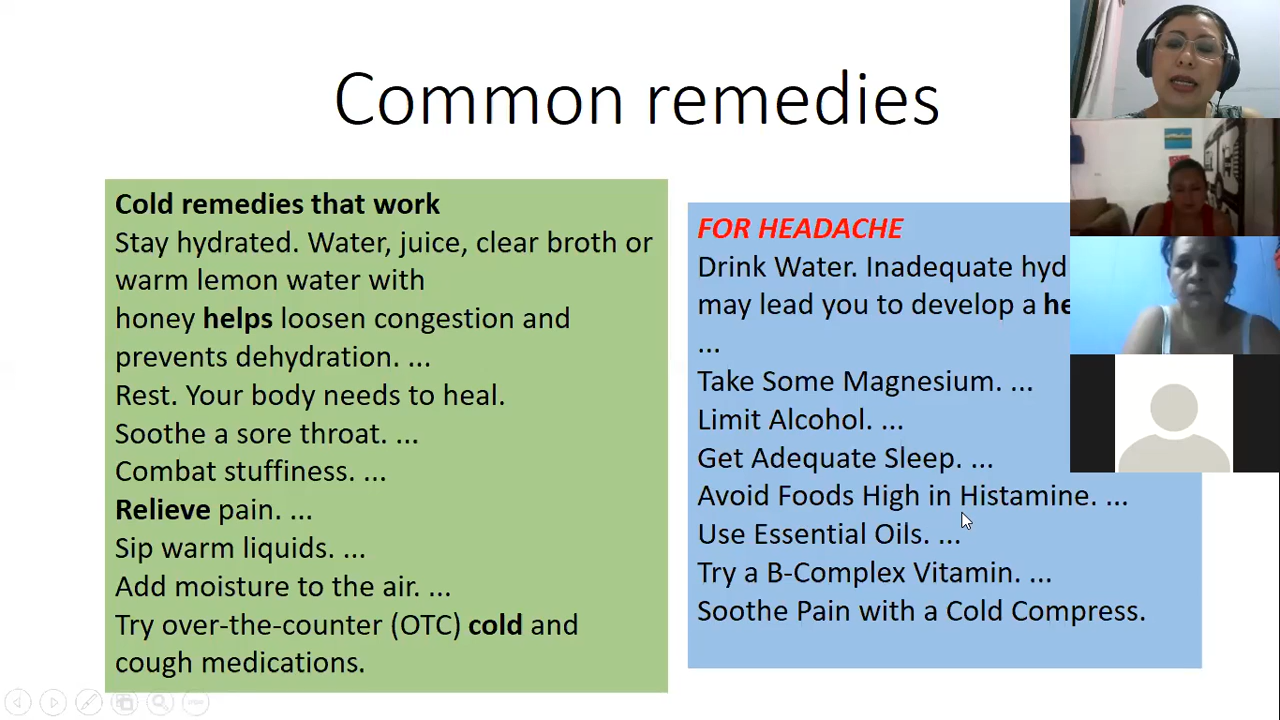 Common remedies
Cold remedies that work
Stay hydrated. Water, juice, clear broth or
warm lemon water with
honey helps loosen congestion and
prevents dehydration. ...
Rest. Your body needs to heal.
Soothe a sore throat. ...
Combat stuffiness. ...
Relieve pain. ...
Sip warm liquids. ...
Add moisture to the air. ...
Try over-the-counter (OTC) cold and
cough medications.
FOR HEADACHE
Drink Water. Inadequate hyd
may lead you to develop a he
...
Take Some Magnesium. ...
Limit Alcohol. ...
Get Adequate Sleep. ...
Avoid Foods High in Histamine. ...
Use Essential Oils. ...
Try a B-Complex Vitamin. ...
Soothe Pain with a Cold Compress.